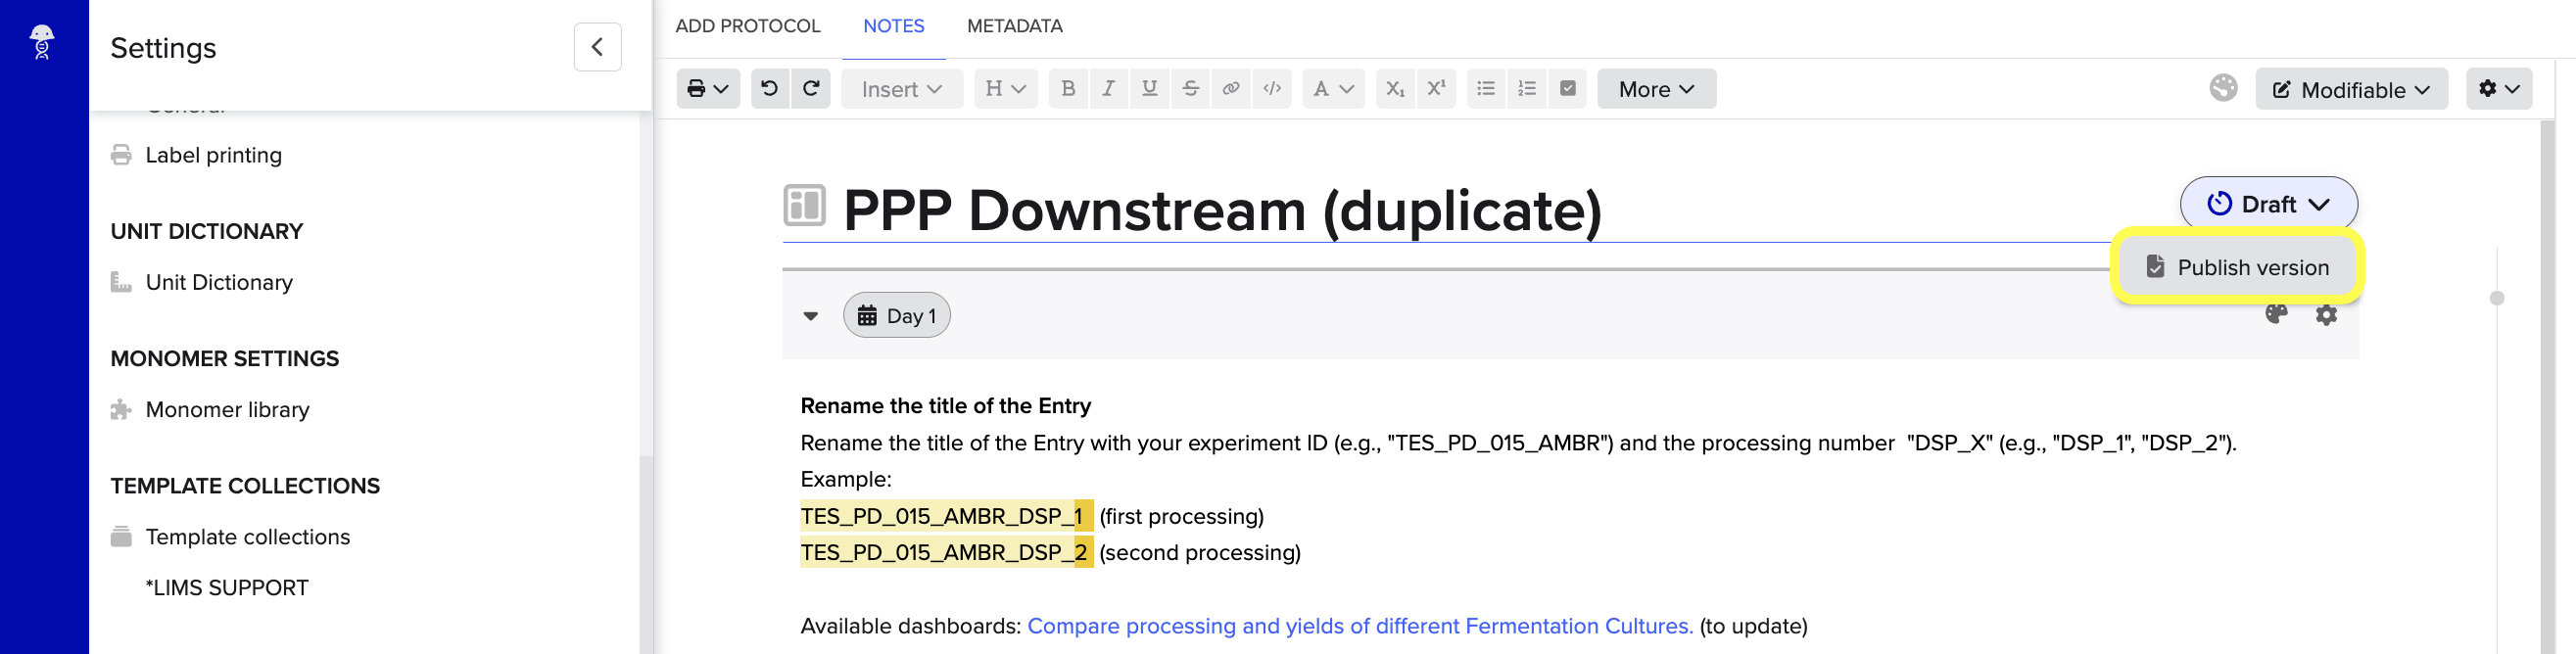 Settings
ADD PROTOCOL NOTES METADATA
Insert H B I U S </> A X₁ X¹ More Modifiable
General
Label printing
UNIT DICTIONARY
Unit Dictionary
MONOMER SETTINGS
Monomer library
TEMPLATE COLLECTIONS
Template collections
*LIMS SUPPORT
PPP Downstream (duplicate)
Draft
Publish version
Day 1
Rename the title of the Entry
Rename the title of the Entry with your experiment ID (e.g., "TES_PD_015_AMBR") and the processing number "DSP_X" (e.g., "DSP_1", "DSP_2").
Example:
TES_PD_015_AMBR_DSP_1 (first processing)
TES_PD_015_AMBR_DSP_2 (second processing)
Available dashboards: Compare processing and yields of different Fermentation Cultures. (to update)